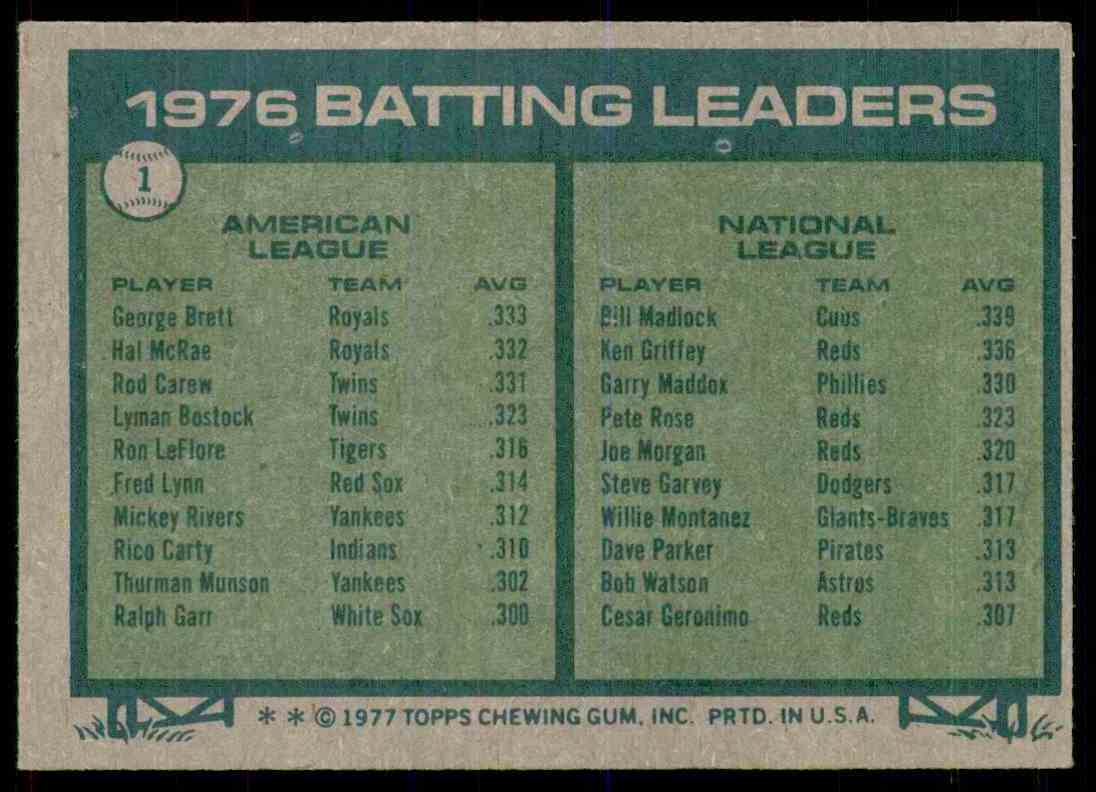 1976 BATTING LEADERS
1
AMERICAN
LEAGUE
PLAYER TEAM AVG
George Brett Royals .333
Hal McRae Royals .332
Rod Carew Twins .331
Lyman Bostock Twins .323
Ron LeFlore Tigers .316
Fred Lynn Red Sox .314
Mickey Rivers Yankees .312
Rico Carty Indians .310
Thurman Munson Yankees .302
Ralph Garr White Sox .300
NATIONAL
LEAGUE
PLAYER TEAM AVG
Bill Madlock Cubs .339
Ken Griffey Reds .336
Garry Maddox Phillies .330
Pete Rose Reds .323
Joe Morgan Reds .320
Steve Garvey Dodgers .317
Willie Montanez Giants-Braves .317
Dave Parker Pirates .313
Bob Watson Astros .313
Cesar Geronimo Reds .307
* * © 1977 TOPPS CHEWING GUM, INC. PRTD. IN U.S.A.